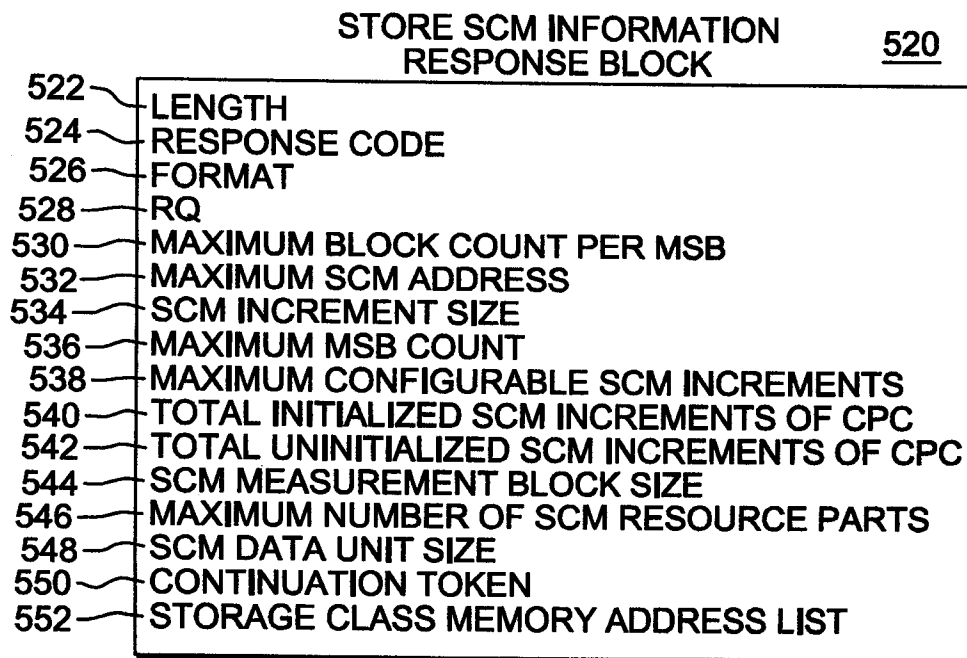 STORE SCM INFORMATION
RESPONSE BLOCK
520
522 LENGTH
524 RESPONSE CODE
526 FORMAT
528 RQ
530 MAXIMUM BLOCK COUNT PER MSB
532 MAXIMUM SCM ADDRESS
534 SCM INCREMENT SIZE
536 MAXIMUM MSB COUNT
538 MAXIMUM CONFIGURABLE SCM INCREMENTS
540 TOTAL INITIALIZED SCM INCREMENTS OF CPC
542 TOTAL UNINITIALIZED SCM INCREMENTS OF CPC
544 SCM MEASUREMENT BLOCK SIZE
546 MAXIMUM NUMBER OF SCM RESOURCE PARTS
548 SCM DATA UNIT SIZE
550 CONTINUATION TOKEN
552 STORAGE CLASS MEMORY ADDRESS LIST